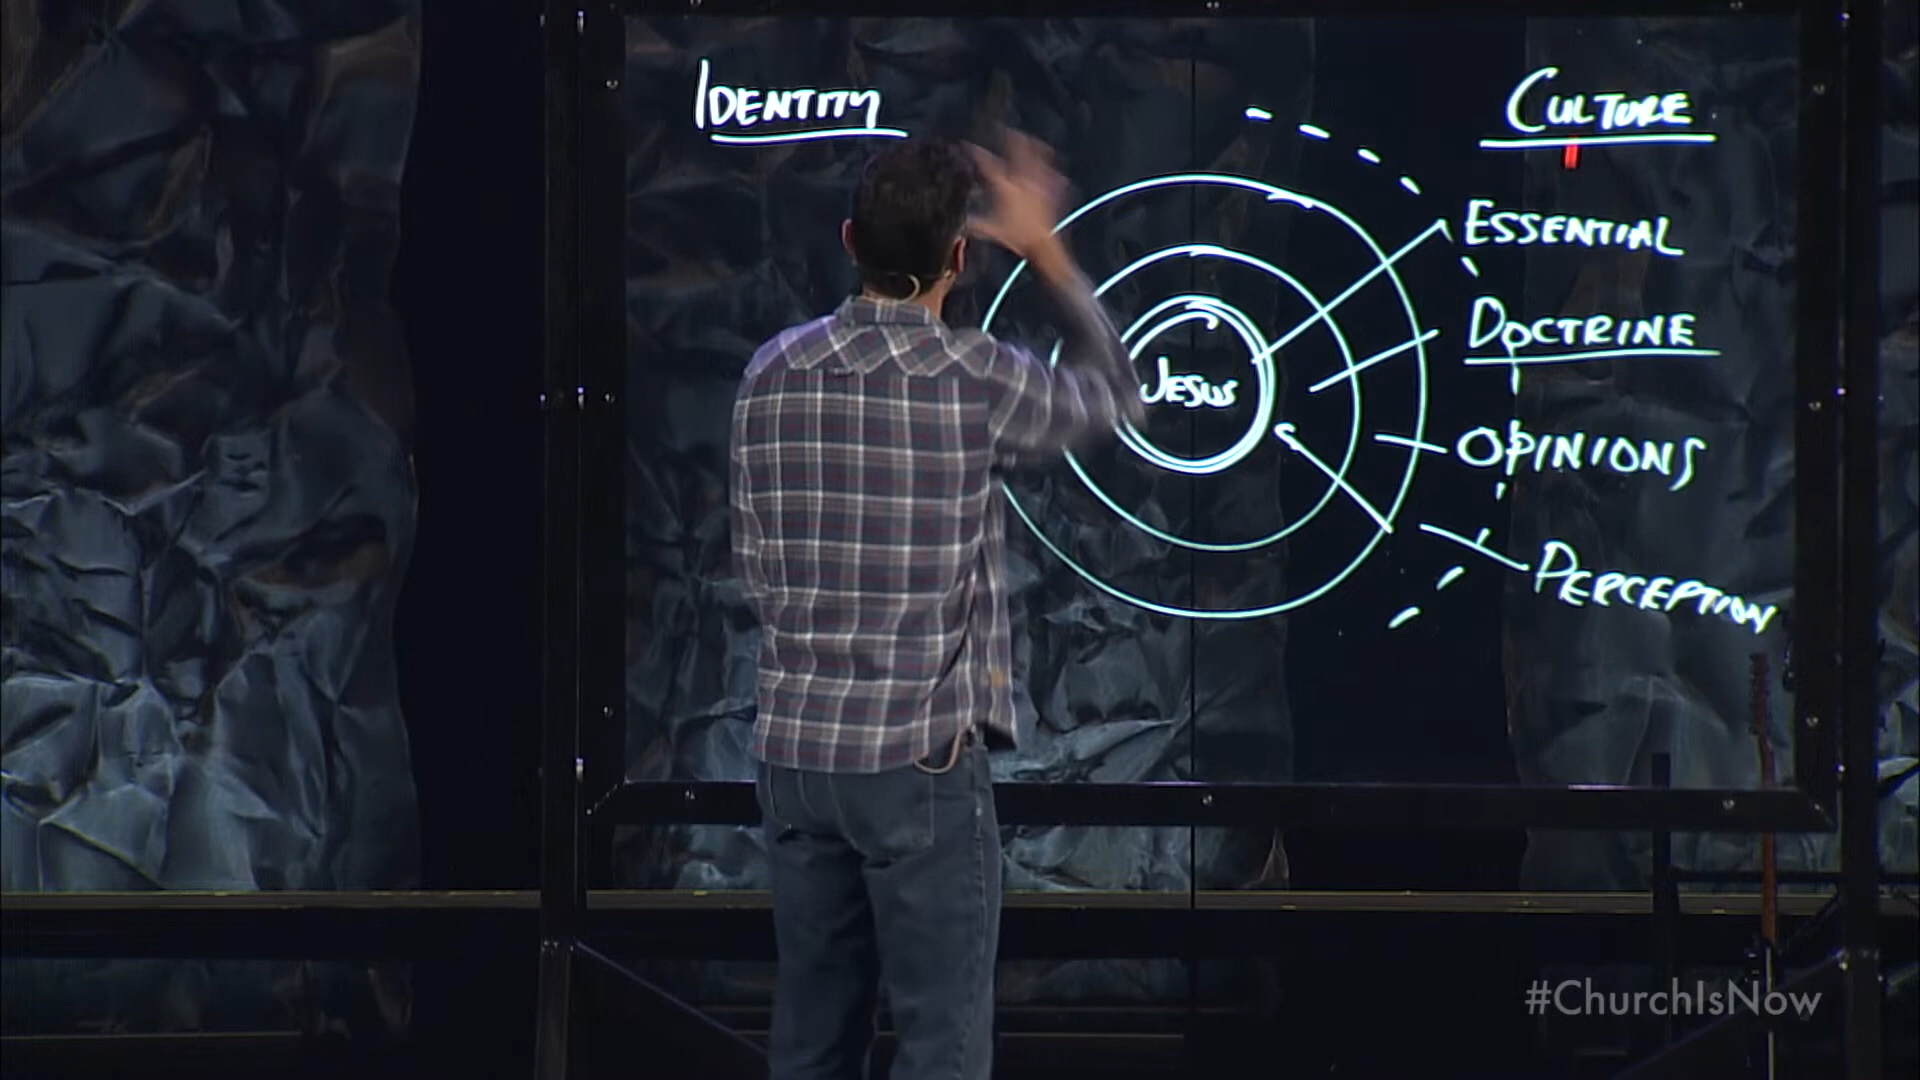 IDENTITY
CULTURE
ESSENTIAL
DOCTRINE
JESUS
OPINIONS
PERCEPTION
#ChurchIsNow